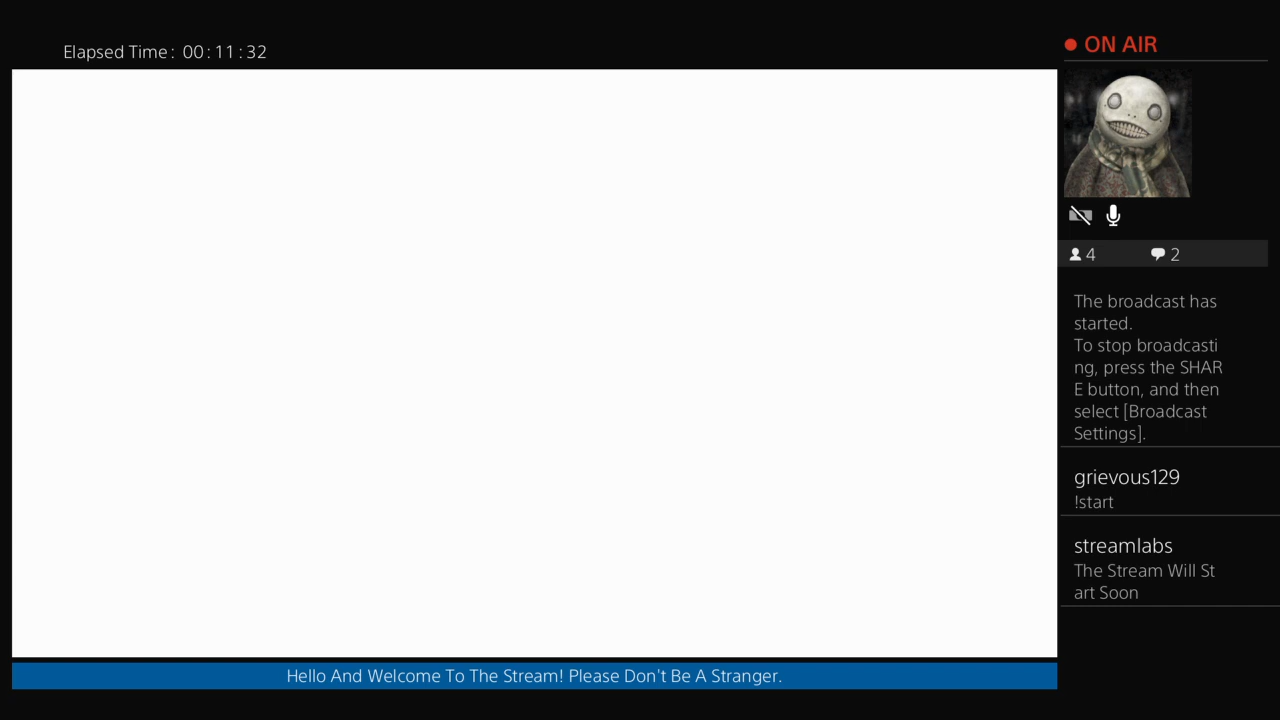 Elapsed Time: 00:11:32
ON AIR
4 2
The broadcast has
started.
To stop broadcasti
ng, press the SHAR
E button, and then
select [Broadcast
Settings].
grievous129
!start
streamlabs
The Stream Will St
art Soon
Hello And Welcome To The Stream! Please Don't Be A Stranger.